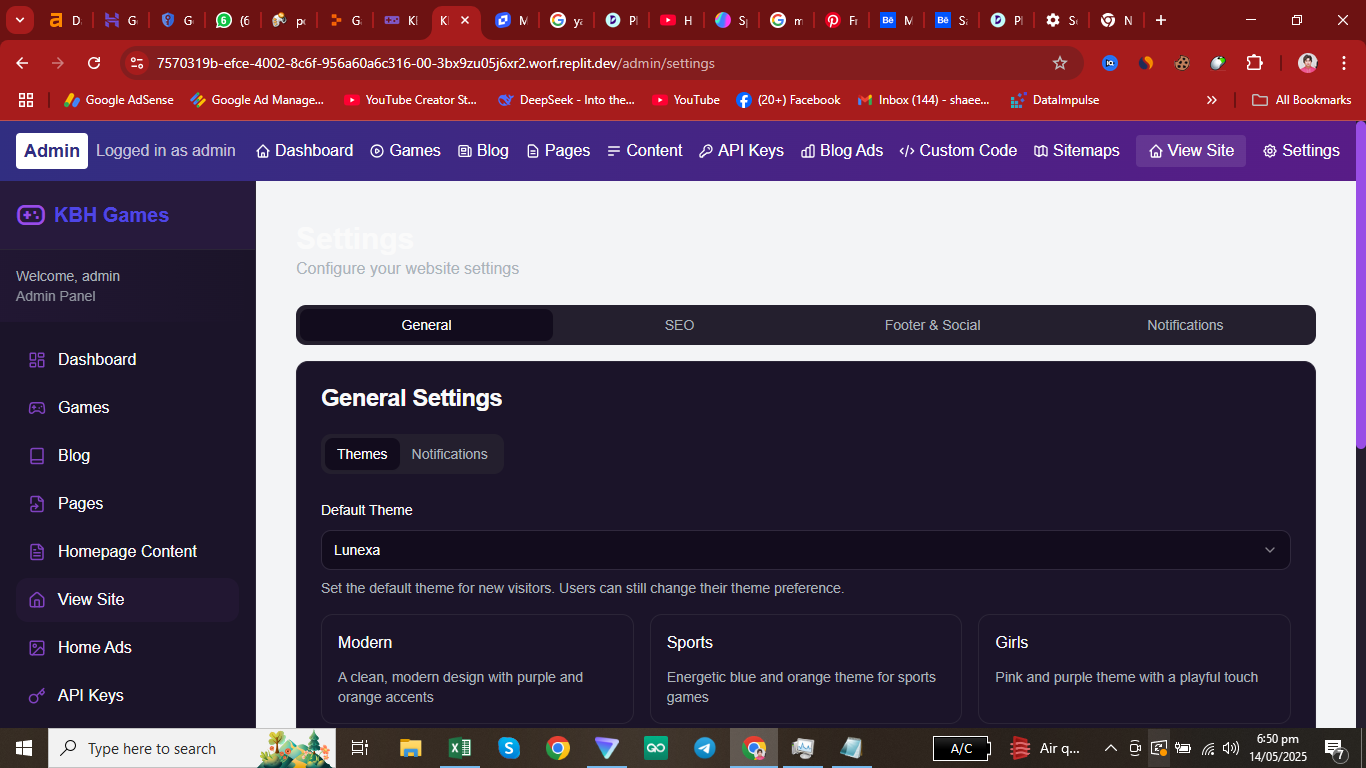 D
G
G
(6
pc
Ga
KI
KI
M
ya
Pl
H
Sp
m
Fr
M
Sa
Pl
Se
N
7570319b-efce-4002-8c6f-956a60a6c316-00-3bx9zu05j6xr2.worf.replit.dev/admin/settings
Google AdSense
Google Ad Manage...
YouTube Creator St...
DeepSeek - Into the...
YouTube
(20+) Facebook
Inbox (144) - shaee...
DataImpulse
All Bookmarks
Admin
Logged in as admin
Dashboard
Games
Blog
Pages
Content
API Keys
Blog Ads
Custom Code
Sitemaps
View Site
Settings
KBH Games
Welcome, admin
Admin Panel
Dashboard
Games
Blog
Pages
Homepage Content
View Site
Home Ads
API Keys
Settings
Configure your website settings
General
SEO
Footer & Social
Notifications
General Settings
Themes
Notifications
Default Theme
Lunexa
Set the default theme for new visitors. Users can still change their theme preference.
Modern
A clean, modern design with purple and
orange accents
Sports
Energetic blue and orange theme for sports
games
Girls
Pink and purple theme with a playful touch
Type here to search
A/C
Air q...
6:50 pm
14/05/2025
7